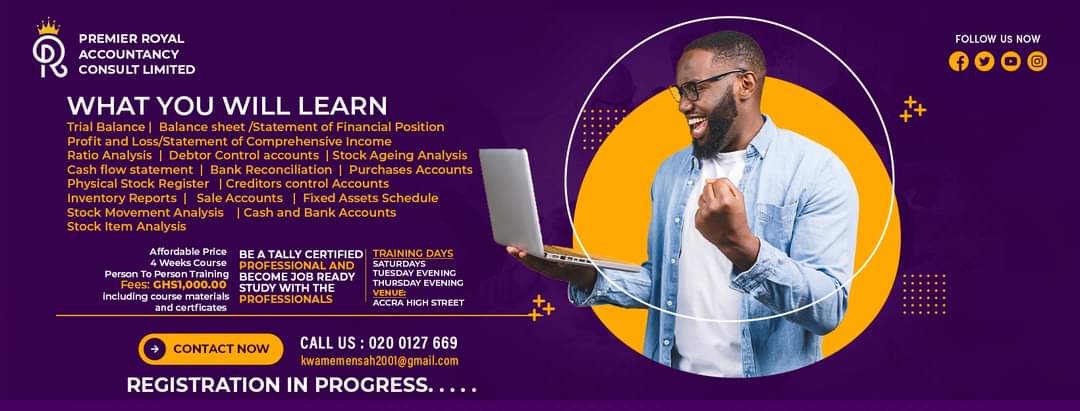 PREMIER ROYAL
ACCOUNTANCY
CONSULT LIMITED
FOLLOW US NOW
WHAT YOU WILL LEARN
Trial Balance | Balance sheet /Statement of Financial Position
Profit and Loss/Statement of Comprehensive Income
Ratio Analysis | Debtor Control accounts | Stock Ageing Analysis
Cash flow statement | Bank Reconciliation | Purchases Accounts
Physical Stock Register | Creditors control Accounts
Inventory Reports | Sale Accounts | Fixed Assets Schedule
Stock Movement Analysis | Cash and Bank Accounts
Stock Item Analysis
Affordable Price
4 Weeks Course
Person To Person Training
Fees: GHS1,000.00
including course materials
and certficates
BE A TALLY CERTIFIED
PROFESSIONAL AND
BECOME JOB READY
STUDY WITH THE
PROFESSIONALS
TRAINING DAYS
SATURDAYS
TUESDAY EVENING
THURSDAY EVENING
VENUE:
ACCRA HIGH STREET
CONTACT NOW
CALL US : 020 0127 669
kwamemensah2001@gmail.com
REGISTRATION IN PROGRESS. . . . .